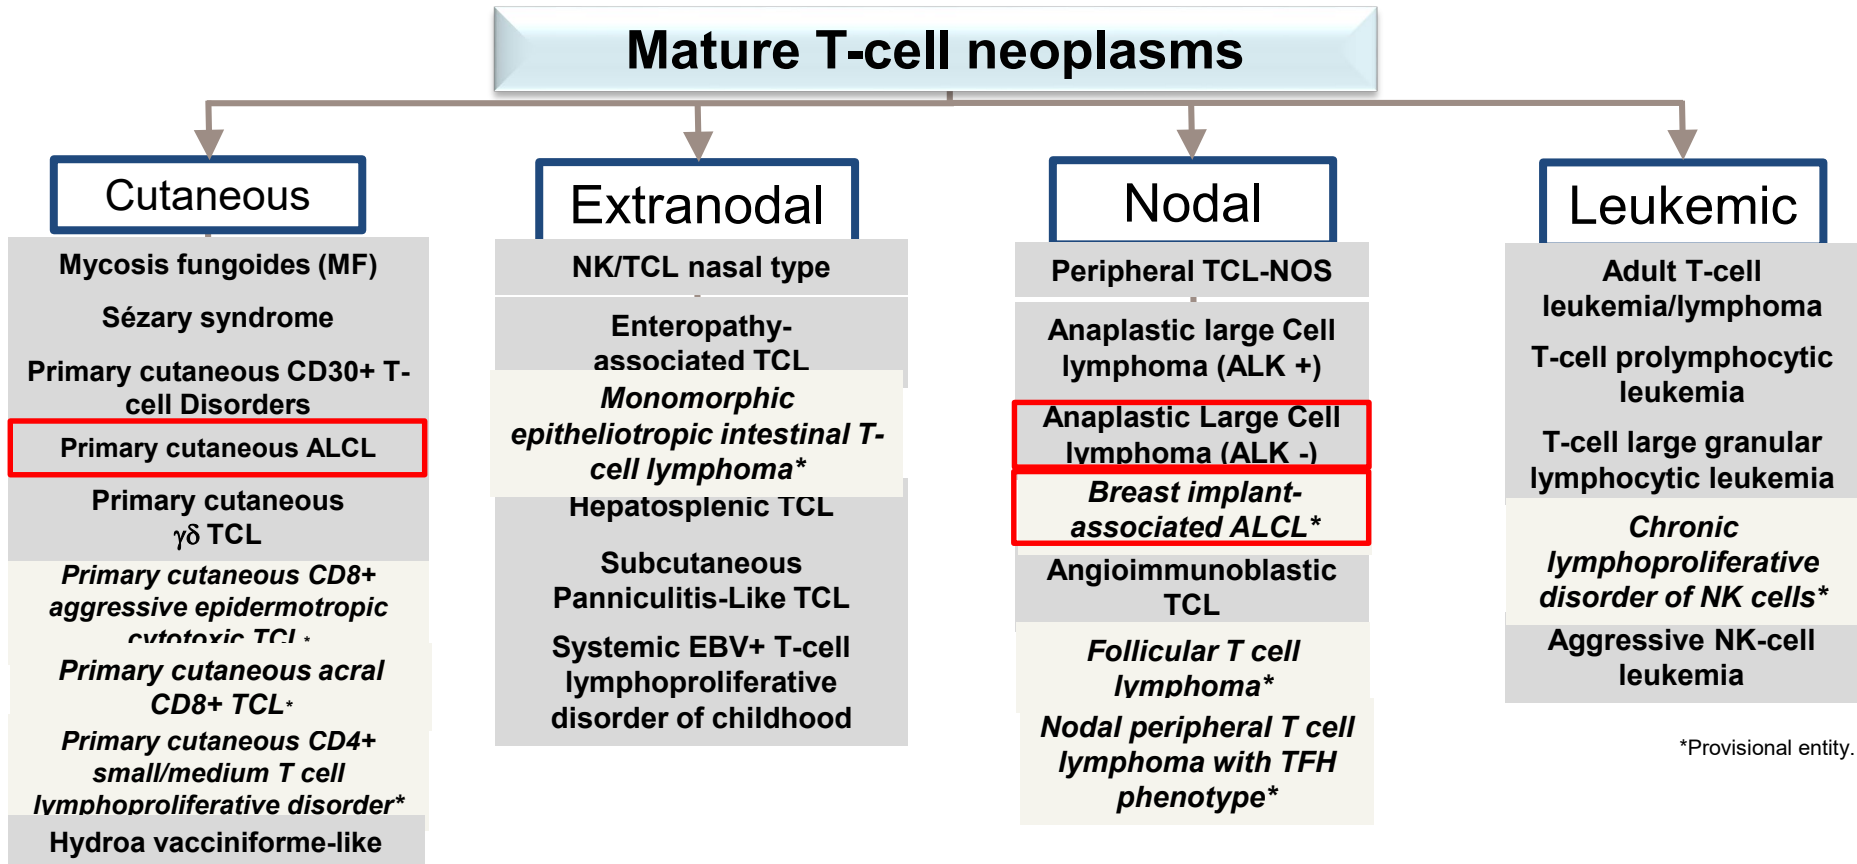 Mature T-cell neoplasms
Cutaneous
Mycosis fungoides (MF)
Sézary syndrome
Primary cutaneous CD30+ T-
cell Disorders
Primary cutaneous ALCL
Primary cutaneous
γδ TCL
Primary cutaneous CD8+
aggressive epidermotropic
cytotoxic TCL*
Primary cutaneous acral
CD8+ TCL*
Primary cutaneous CD4+
small/medium T cell
lymphoproliferative disorder*
Hydroa vacciniforme-like
Extranodal
NK/TCL nasal type
Enteropathy-
associated TCL
Monomorphic
epitheliotropic intestinal T-
cell lymphoma*
Hepatosplenic TCL
Subcutaneous
Panniculitis-Like TCL
Systemic EBV+ T-cell
lymphoproliferative
disorder of childhood
Nodal
Peripheral TCL-NOS
Anaplastic large Cell
lymphoma (ALK +)
Anaplastic Large Cell
lymphoma (ALK -)
Breast implant-
associated ALCL*
Angioimmunoblastic
TCL
Follicular T cell
lymphoma*
Nodal peripheral T cell
lymphoma with TFH
phenotype*
Leukemic
Adult T-cell
leukemia/lymphoma
T-cell prolymphocytic
leukemia
T-cell large granular
lymphocytic leukemia
Chronic
lymphoproliferative
disorder of NK cells*
Aggressive NK-cell
leukemia
*Provisional entity.